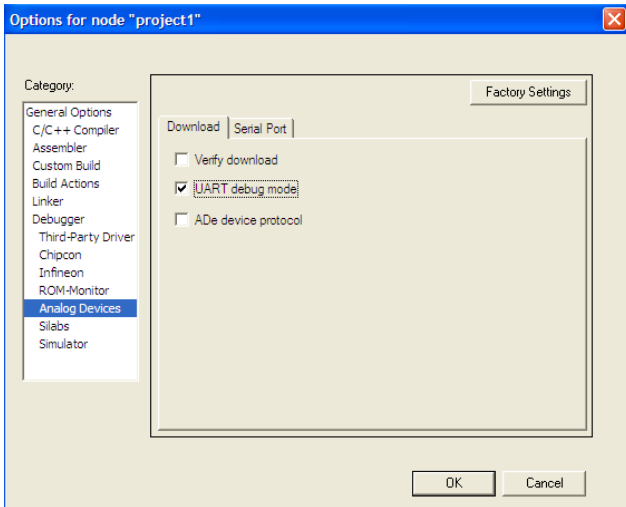 Options for node "project1"
Category:
Factory Settings
General Options
C/C++ Compiler
Assembler
Custom Build
Build Actions
Linker
Debugger
Third-Party Driver
Chipcon
Infineon
ROM-Monitor
Analog Devices
Silabs
Simulator
Download
Serial Port
Verify download
UART debug mode
ADe device protocol
OK
Cancel